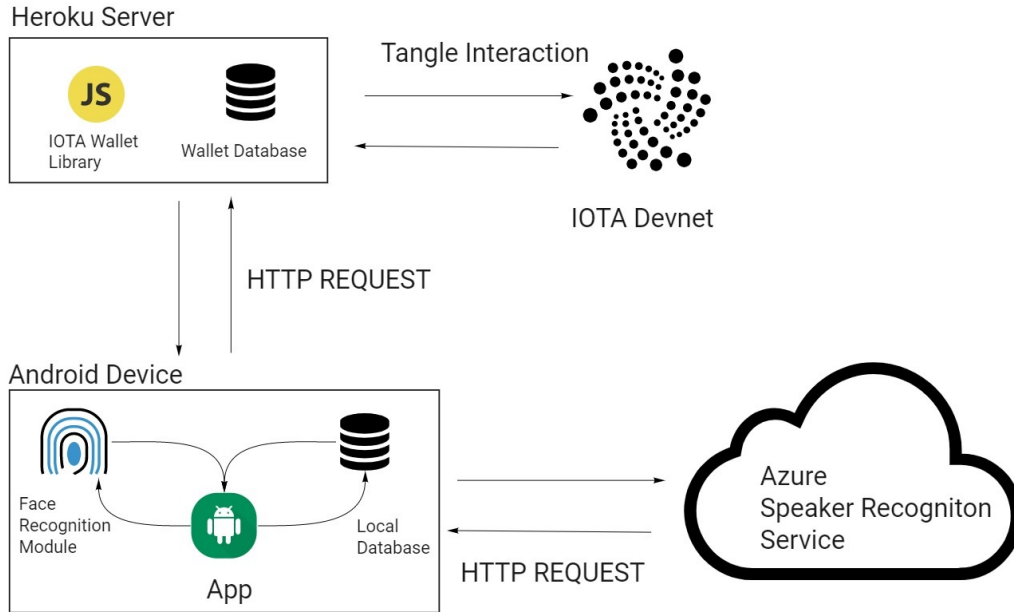 Heroku Server
Tangle Interaction
JS
IOTA Wallet
Library
Wallet Database
IOTA Devnet
HTTP REQUEST
Android Device
Face
Recognition
Module
Local
Database
App
Azure
Speaker Recogniton
Service
HTTP REQUEST